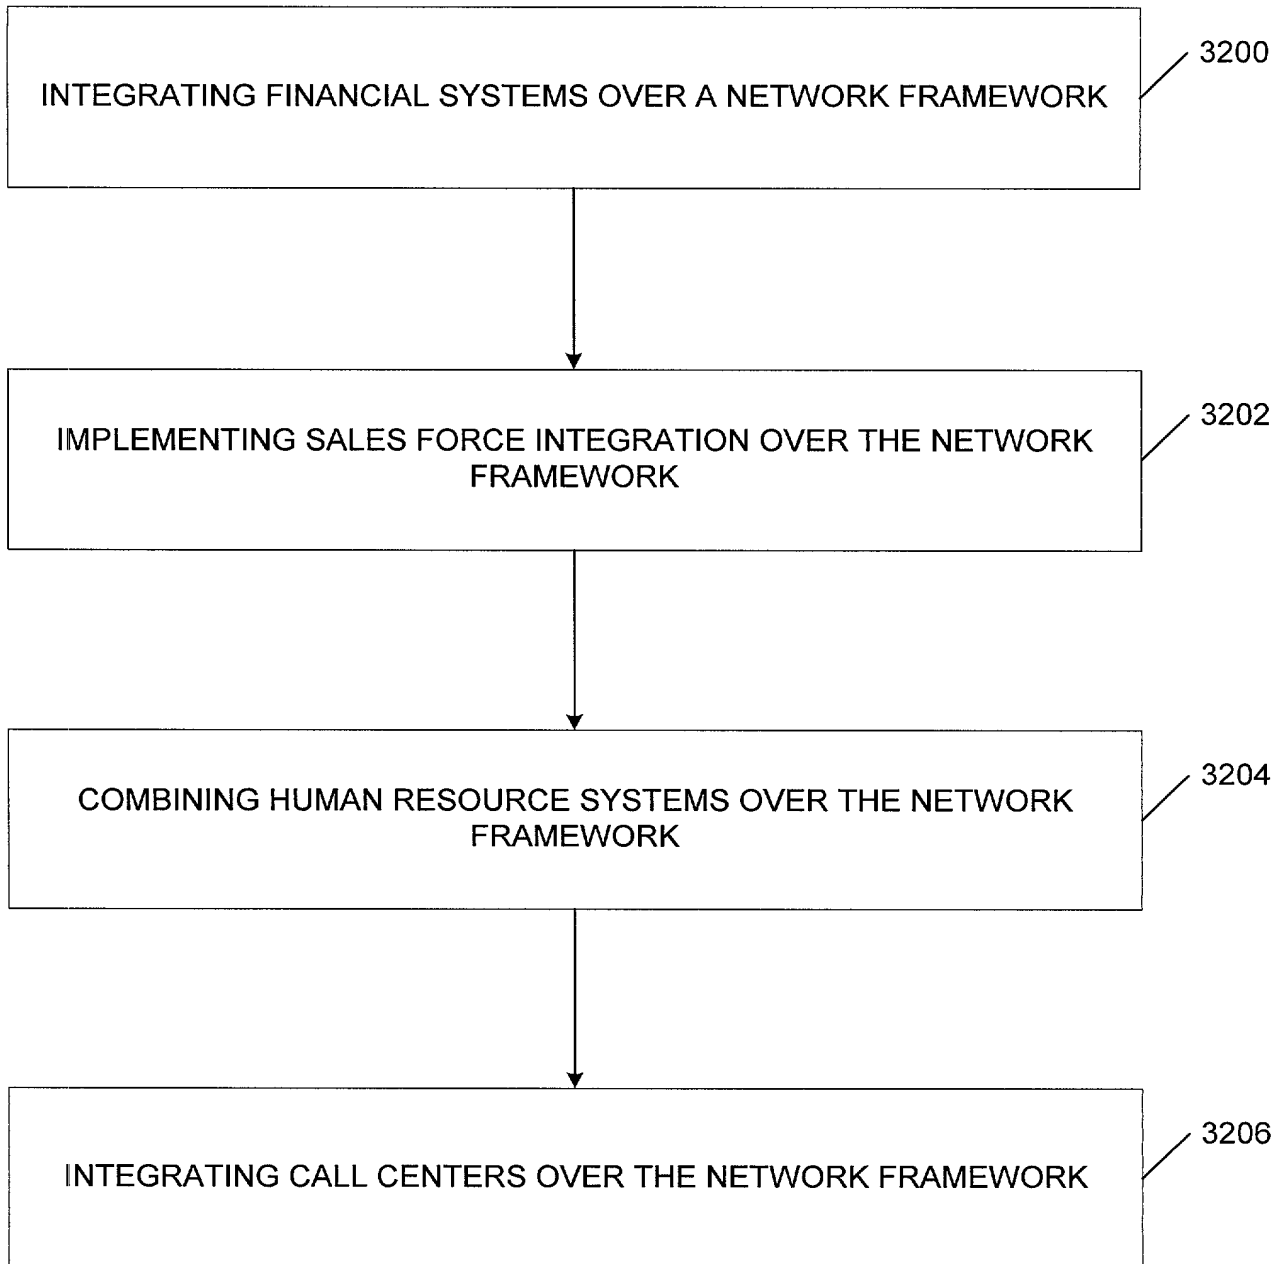 3200
INTEGRATING FINANCIAL SYSTEMS OVER A NETWORK FRAMEWORK
3202
IMPLEMENTING SALES FORCE INTEGRATION OVER THE NETWORK
FRAMEWORK
3204
COMBINING HUMAN RESOURCE SYSTEMS OVER THE NETWORK
FRAMEWORK
3206
INTEGRATING CALL CENTERS OVER THE NETWORK FRAMEWORK